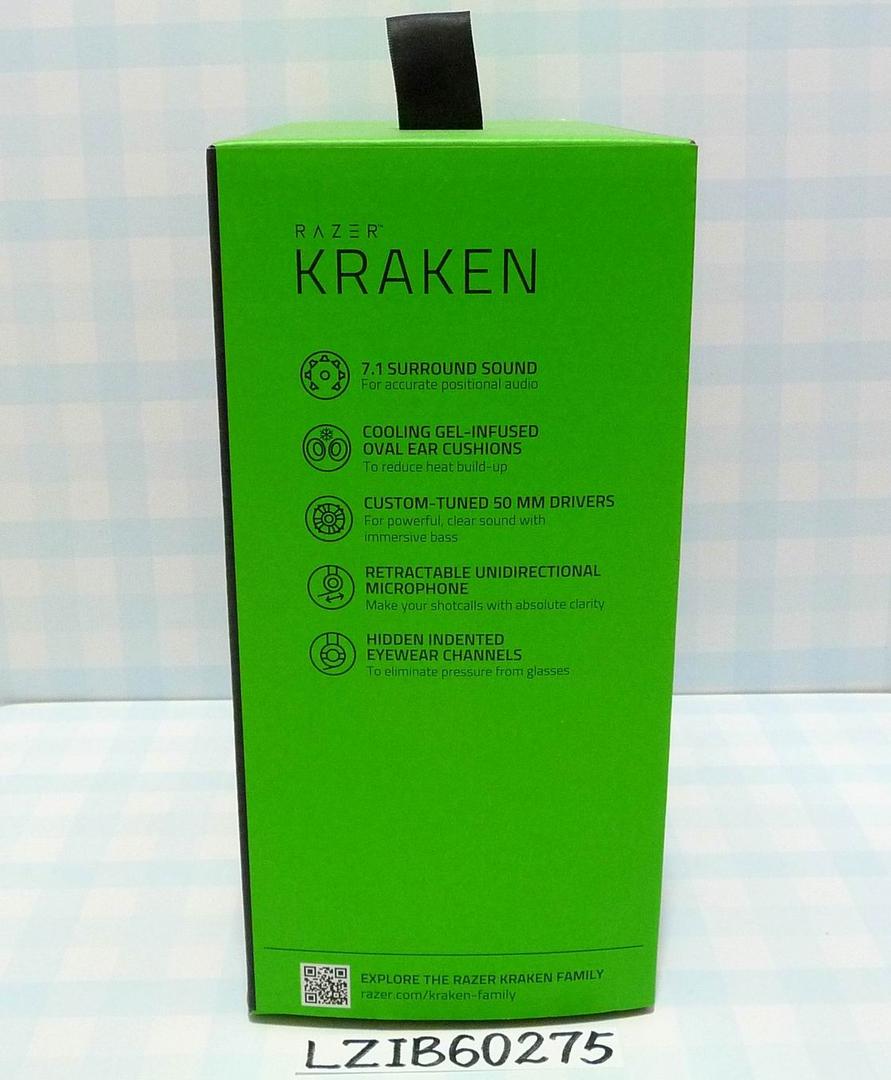 RAZER™
KRAKEN
7.1 SURROUND SOUND
For accurate positional audio
COOLING GEL-INFUSED
OVAL EAR CUSHIONS
To reduce heat build-up
CUSTOM-TUNED 50 MM DRIVERS
For powerful, clear sound with
immersive bass
RETRACTABLE UNIDIRECTIONAL
MICROPHONE
Make your shotcalls with absolute clarity
HIDDEN INDENTED
EYEWEAR CHANNELS
To eliminate pressure from glasses
EXPLORE THE RAZER KRAKEN FAMILY
razer.com/kraken-family
LZIB60275